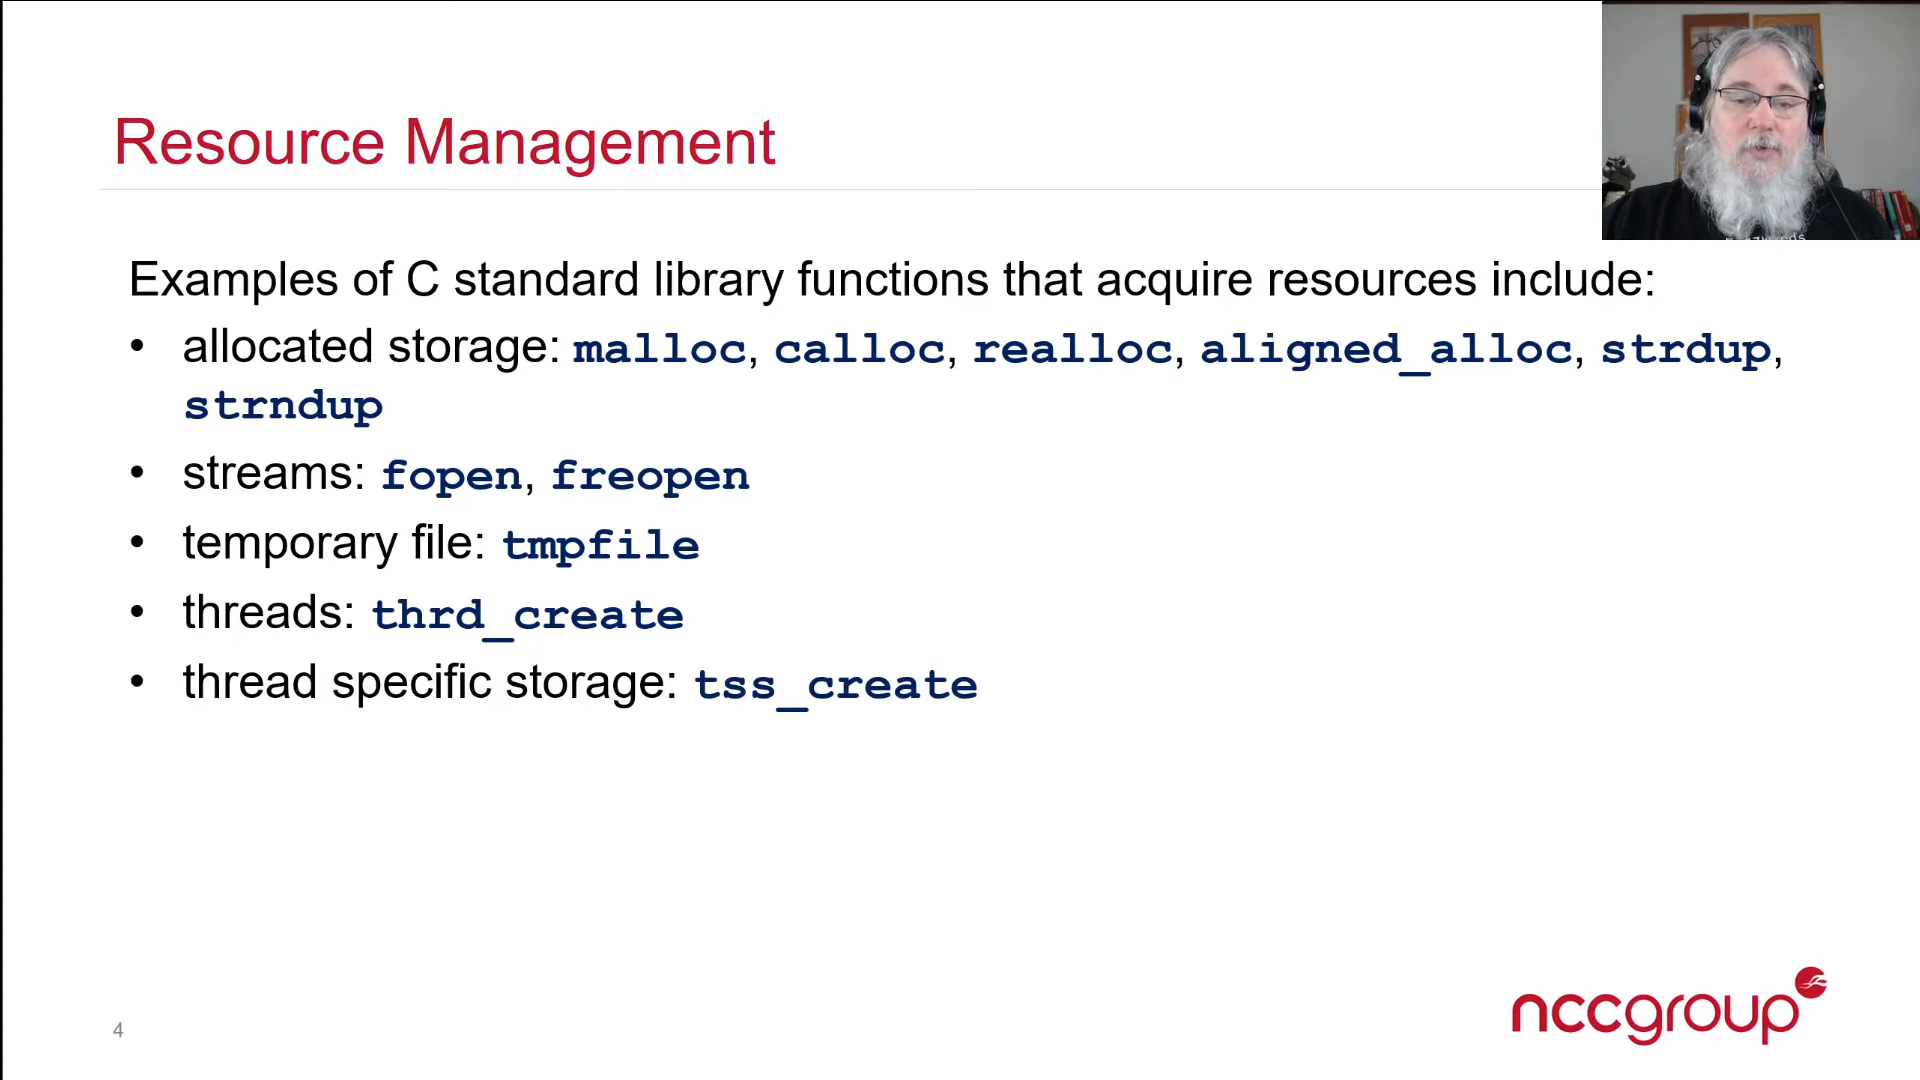 Resource Management
Examples of C standard library functions that acquire resources include:
• allocated storage: malloc, calloc, realloc, aligned_alloc, strdup,
strndup
• streams: fopen, freopen
• temporary file: tmpfile
• threads: thrd_create
• thread specific storage: tss_create
4
nccgroup